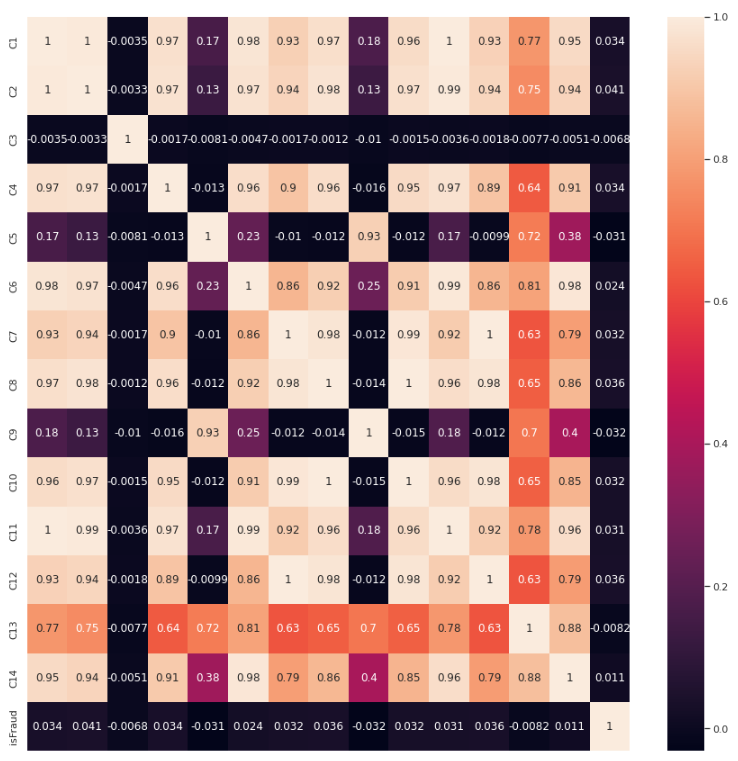 C1 1 1 -0.0035 0.97 0.17 0.98 0.93 0.97 0.18 0.96 1 0.93 0.77 0.95 0.034
C2 1 1 -0.0033 0.97 0.13 0.97 0.94 0.98 0.13 0.97 0.99 0.94 0.75 0.94 0.041
C3 -0.0035 -0.0033 1 -0.0017 -0.0081 -0.0047 -0.0017 -0.0012 -0.01 -0.0015 -0.0036 -0.0018 -0.0077 -0.0051 -0.0068
C4 0.97 0.97 -0.0017 1 -0.013 0.96 0.9 0.96 -0.016 0.95 0.97 0.89 0.64 0.91 0.034
C5 0.17 0.13 -0.0081 -0.013 1 0.23 -0.01 -0.012 0.93 -0.012 0.17 -0.0099 0.72 0.38 -0.031
C6 0.98 0.97 -0.0047 0.96 0.23 1 0.86 0.92 0.25 0.91 0.99 0.86 0.81 0.98 0.024
C7 0.93 0.94 -0.0017 0.9 -0.01 0.86 1 0.98 -0.012 0.99 0.92 1 0.63 0.79 0.032
C8 0.97 0.98 -0.0012 0.96 -0.012 0.92 0.98 1 -0.014 1 0.96 0.98 0.65 0.86 0.036
C9 0.18 0.13 -0.01 -0.016 0.93 0.25 -0.012 -0.014 1 -0.015 0.18 -0.012 0.7 0.4 -0.032
C10 0.96 0.97 -0.0015 0.95 -0.012 0.91 0.99 1 -0.015 1 0.96 0.98 0.65 0.85 0.032
C11 1 0.99 -0.0036 0.97 0.17 0.99 0.92 0.96 0.18 0.96 1 0.92 0.78 0.96 0.031
C12 0.93 0.94 -0.0018 0.89 -0.0099 0.86 1 0.98 -0.012 0.98 0.92 1 0.63 0.79 0.036
C13 0.77 0.75 -0.0077 0.64 0.72 0.81 0.63 0.65 0.7 0.65 0.78 0.63 1 0.88 -0.0082
C14 0.95 0.94 -0.0051 0.91 0.38 0.98 0.79 0.86 0.4 0.85 0.96 0.79 0.88 1 0.011
isFraud 0.034 0.041 -0.0068 0.034 -0.031 0.024 0.032 0.036 -0.032 0.032 0.031 0.036 -0.0082 0.011 1
1.0
0.8
0.6
0.4
0.2
0.0